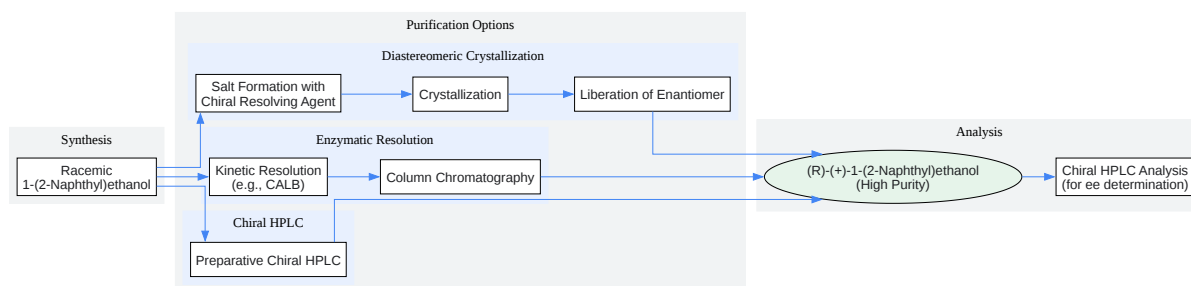 Purification Options
Diastereomeric Crystallization
Salt Formation with
Chiral Resolving Agent
Crystallization
Liberation of Enantiomer
Synthesis
Racemic
1-(2-Naphthyl)ethanol
Enzymatic Resolution
Kinetic Resolution
(e.g., CALB)
Column Chromatography
Chiral HPLC
Preparative Chiral HPLC
Analysis
(R)-(+)-1-(2-Naphthyl)ethanol
(High Purity)
Chiral HPLC Analysis
(for ee determination)